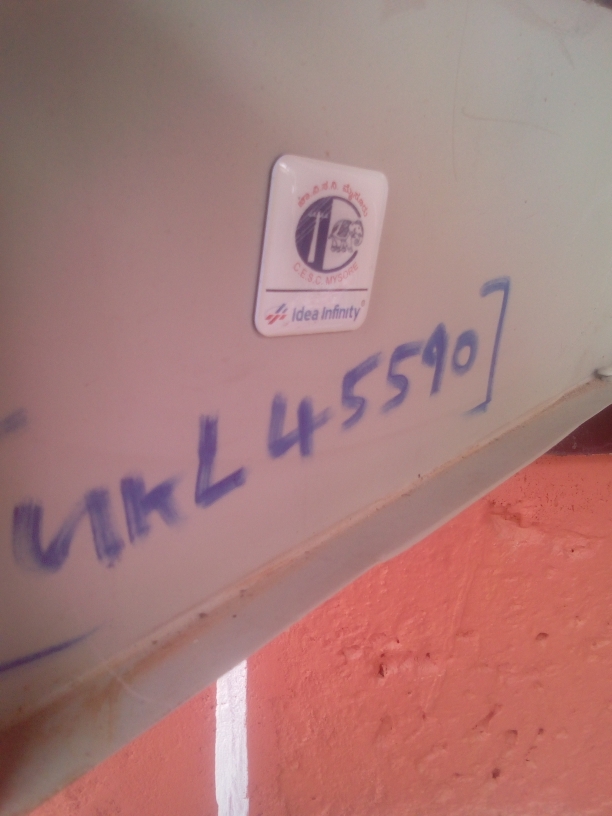 ಚಾ.ವಿ.ಸ.ನಿ. ಮೈಸೂರು
C.E.S.C. MYSORE
idea Infinity
UKL45590]